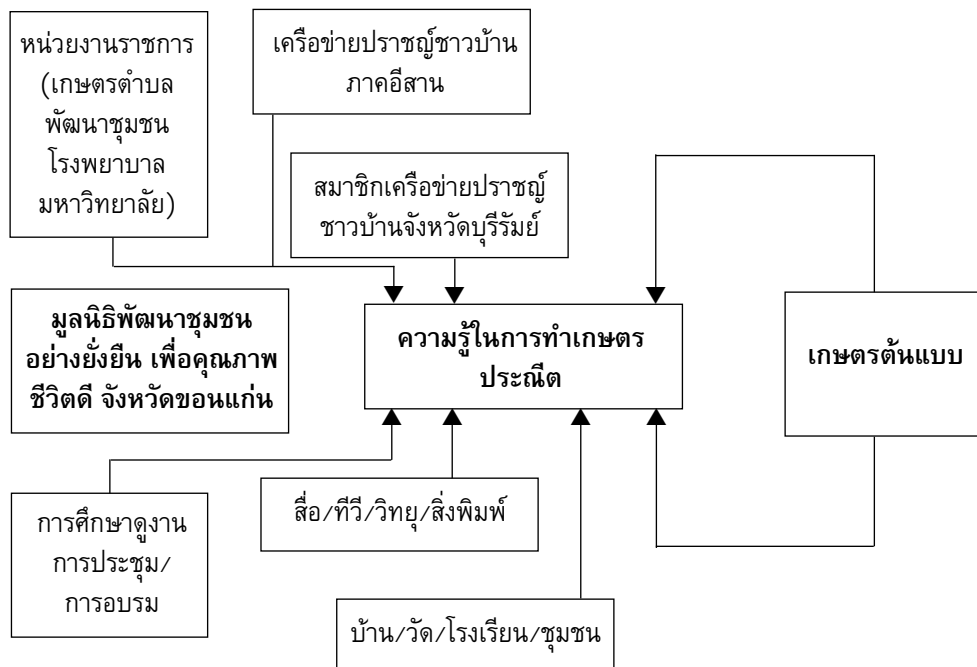 หน่วยงานราชการ
(เกษตรตำบล
พัฒนาชุมชน
โรงพยาบาล
มหาวิทยาลัย)
เครือข่ายปราชญ์ชาวบ้าน
ภาคอีสาน
สมาชิกเครือข่ายปราชญ์
ชาวบ้านจังหวัดบุรีรัมย์
มูลนิธิพัฒนาชุมชน
อย่างยั่งยืน เพื่อคุณภาพ
ชีวิตดี จังหวัดขอนแก่น
ความรู้ในการทำเกษตร
ประณีต
เกษตรต้นแบบ
การศึกษาดูงาน
การประชุม/
การอบรม
สื่อ/ทีวี/วิทยุ/สิ่งพิมพ์
บ้าน/วัด/โรงเรียน/ชุมชน